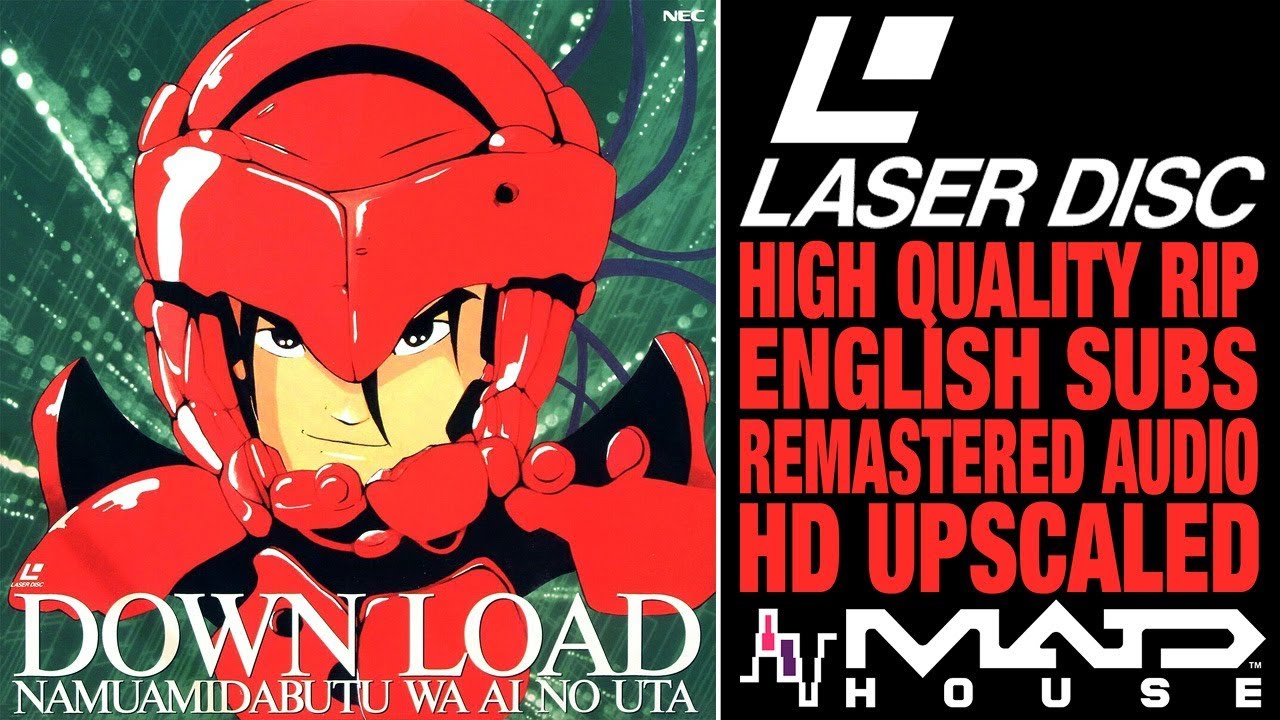 NEC
LASER DISC
DOWN LOAD
NAMUAMIDABUTU WA AI NO UTA
LASER DISC
HIGH QUALITY RIP
ENGLISH SUBS
REMASTERED AUDIO
HD UPSCALED
MAD
TM
HOUSE